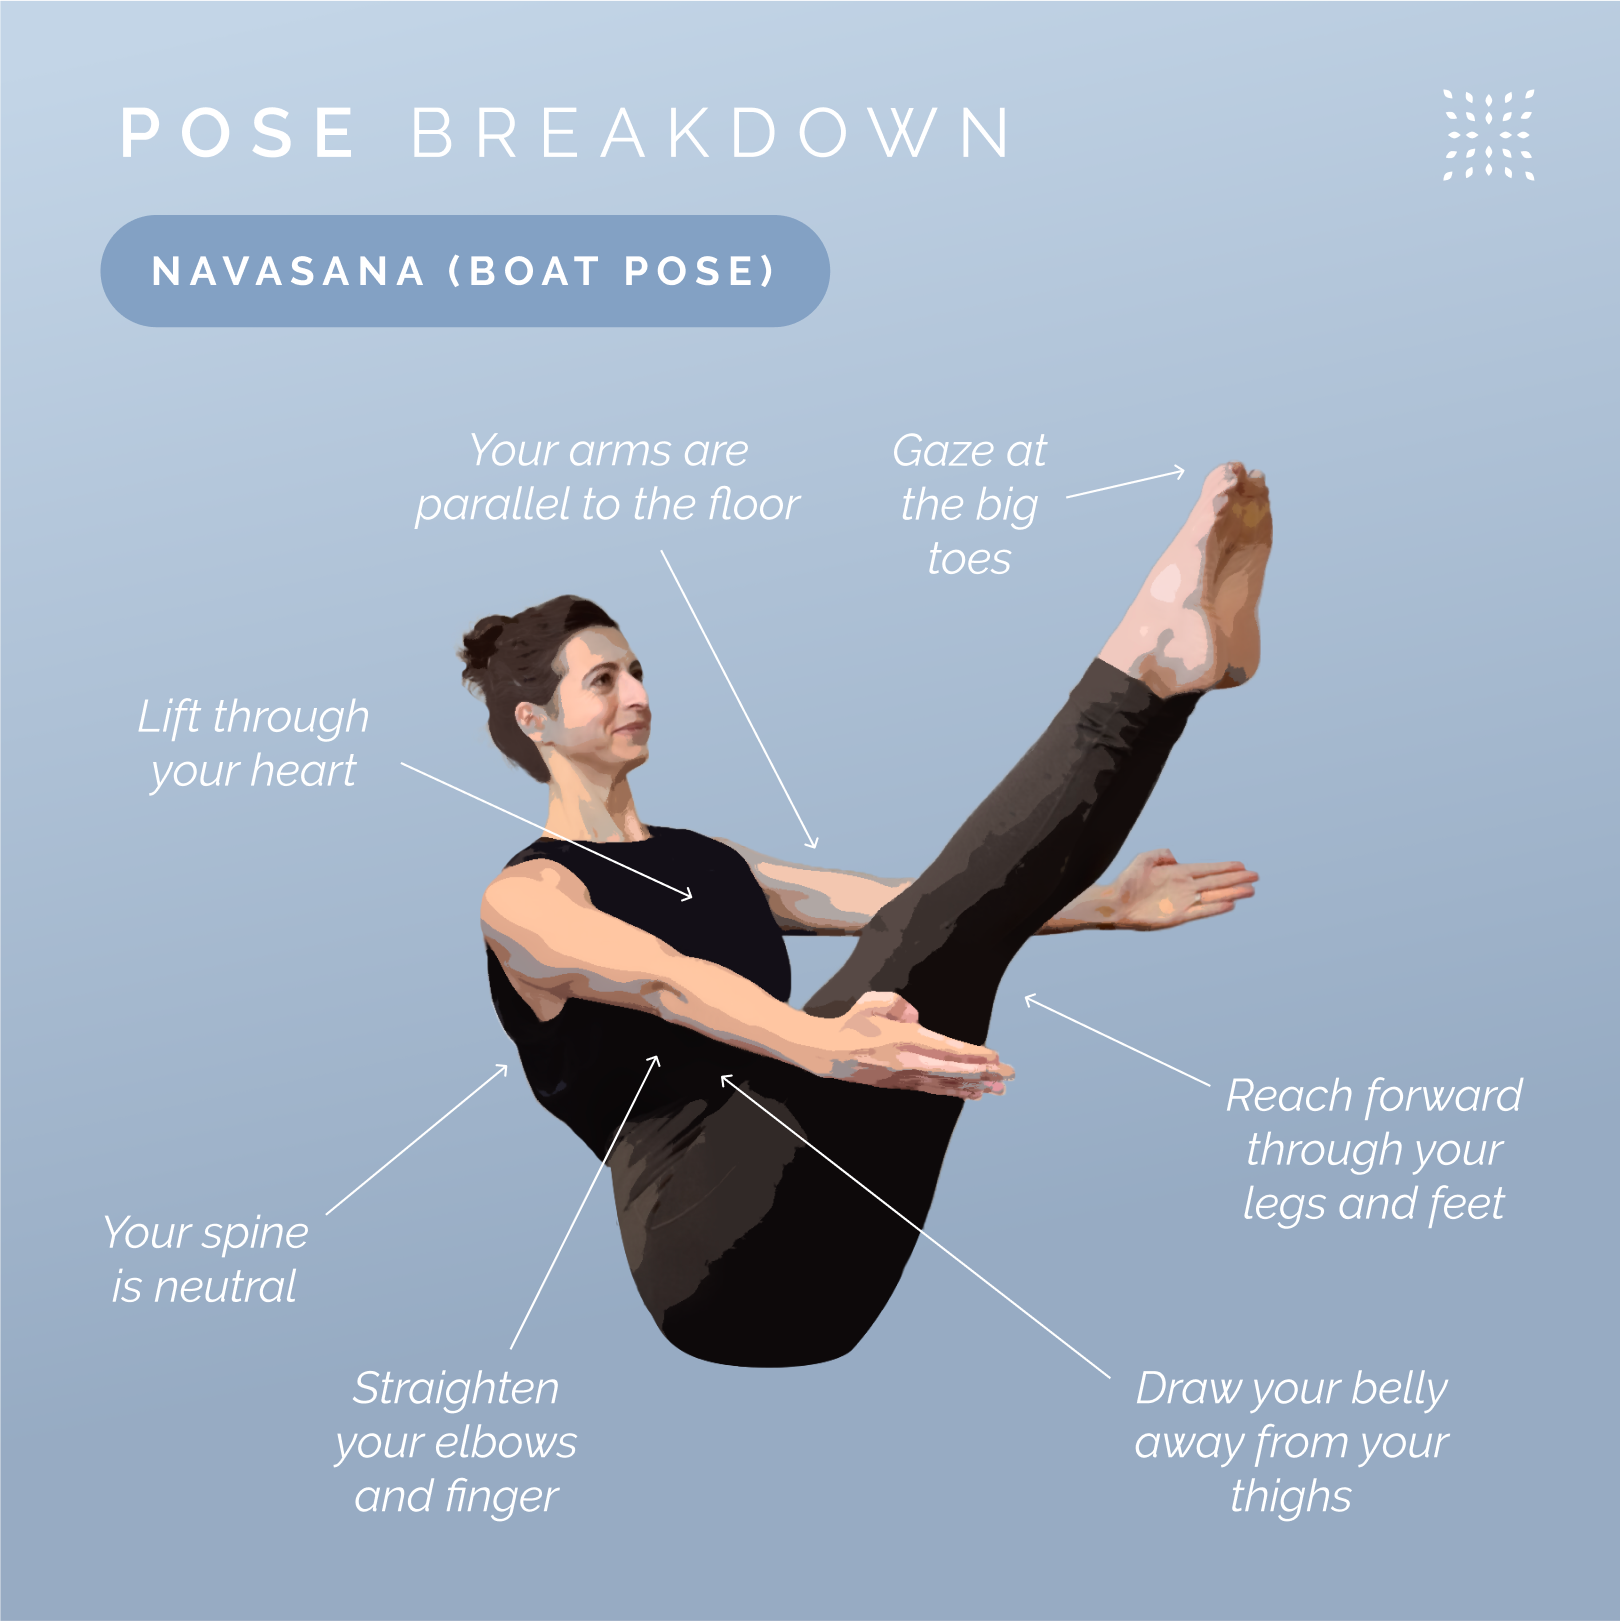 POSE BREAKDOWN
NAVASANA (BOAT POSE)
Your arms are
parallel to the floor
Gaze at
the big
toes
Lift through
your heart
Reach forward
through your
legs and feet
Your spine
is neutral
Straighten
your elbows
and finger
Draw your belly
away from your
thighs